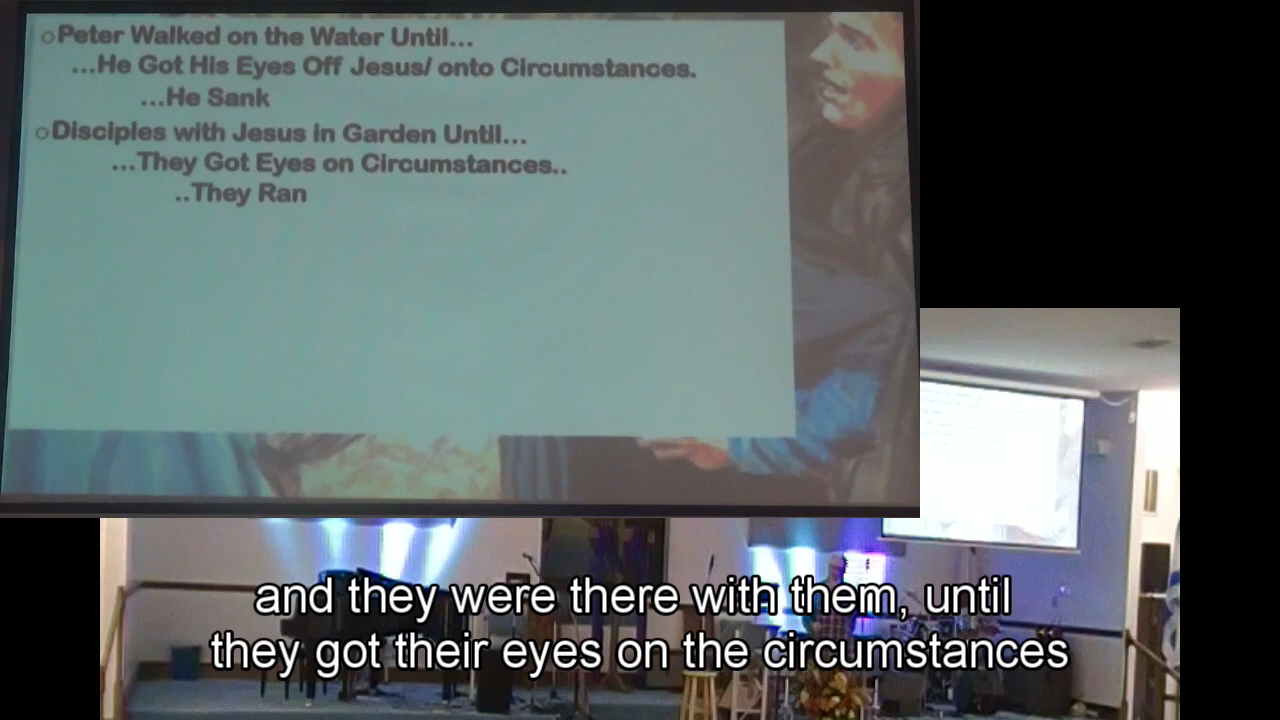 ○Peter Walked on the Water Until...
...He Got His Eyes Off Jesus/ onto Circumstances.
...He Sank
○Disciples with Jesus in Garden Until...
...They Got Eyes on Circumstances..
..They Ran
and they were there with them, until
they got their eyes on the circumstances